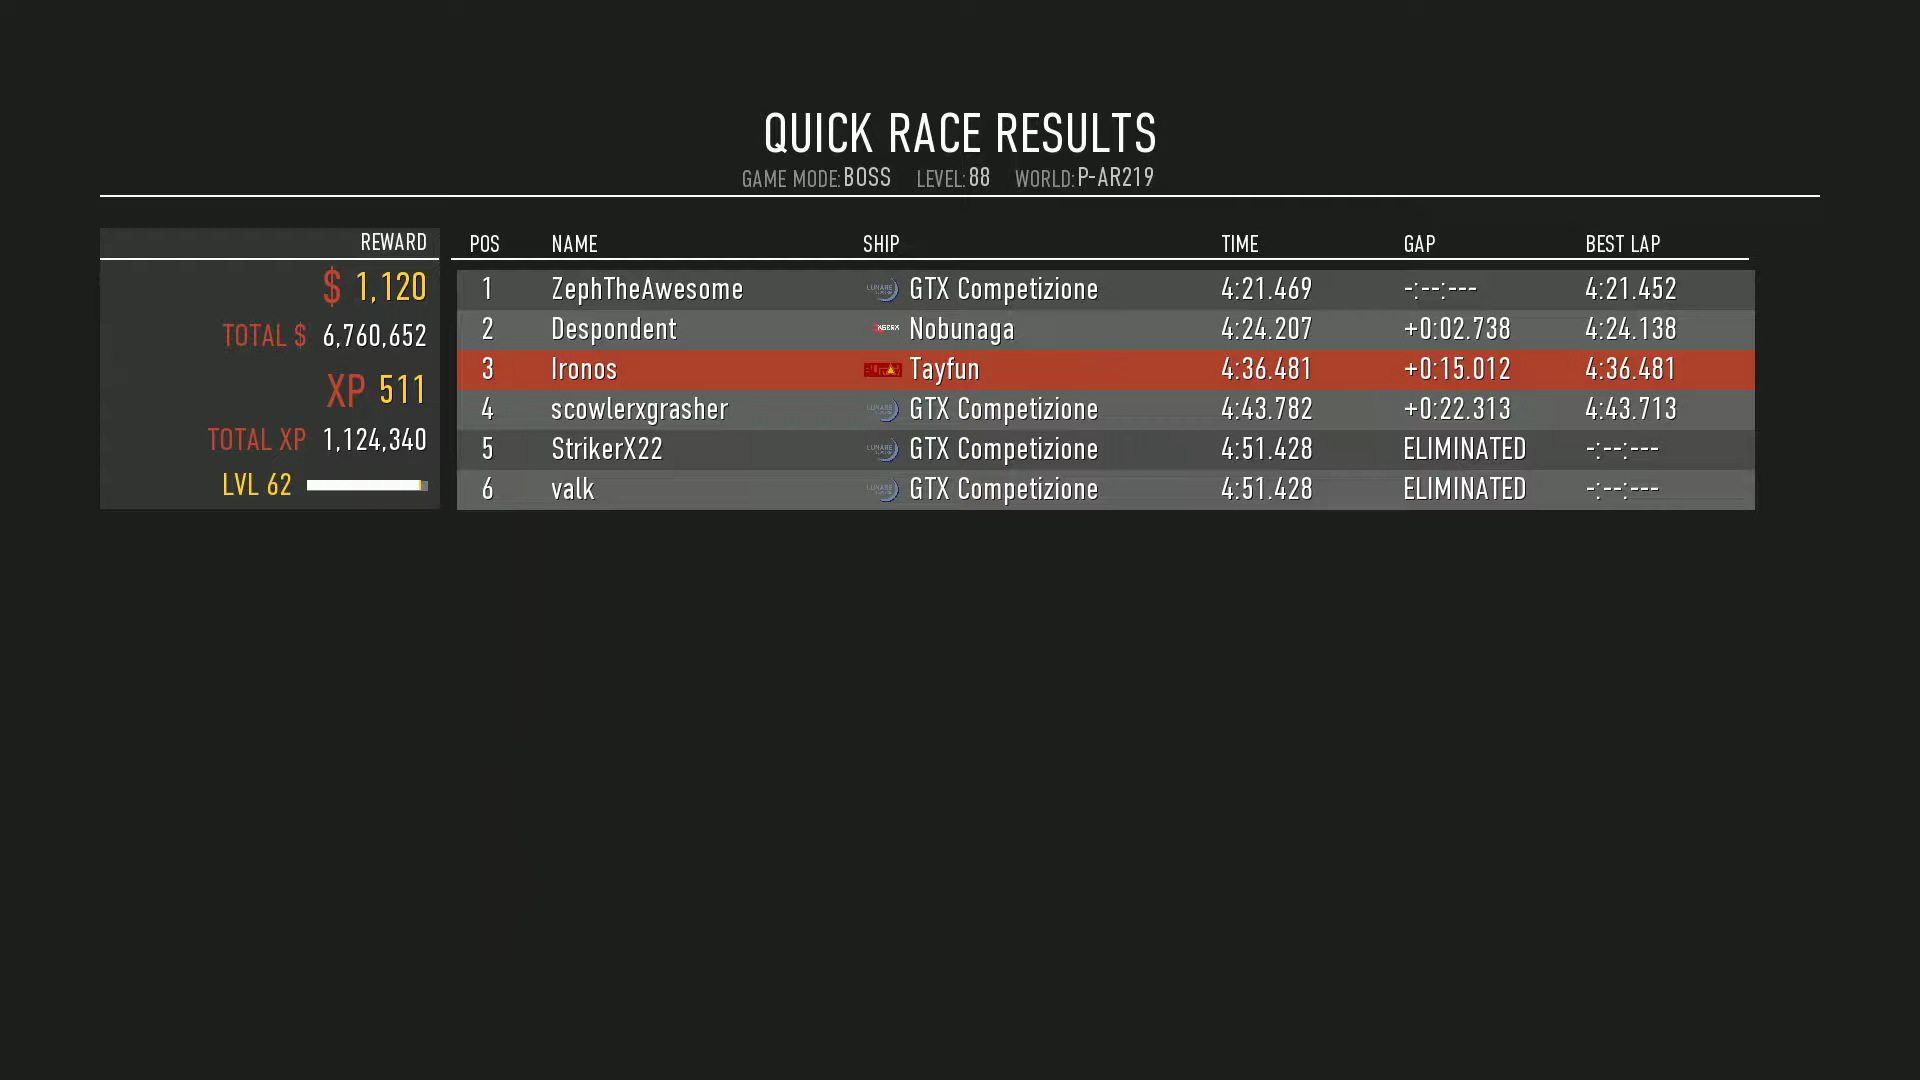 QUICK RACE RESULTS
GAME MODE: BOSS LEVEL: 88 WORLD: P-AR219
REWARD
$ 1,120
TOTAL $ 6,760,652
XP 511
TOTAL XP 1,124,340
LVL 62
POS NAME SHIP TIME GAP BEST LAP
1 ZephTheAwesome GTX Competizione 4:21.469 -:--:--- 4:21.452
2 Despondent Nobunaga 4:24.207 +0:02.738 4:24.138
3 Ironos Tayfun 4:36.481 +0:15.012 4:36.481
4 scowlerxgrasher GTX Competizione 4:43.782 +0:22.313 4:43.713
5 StrikerX22 GTX Competizione 4:51.428 ELIMINATED -:--:---
6 valk GTX Competizione 4:51.428 ELIMINATED -:--:---